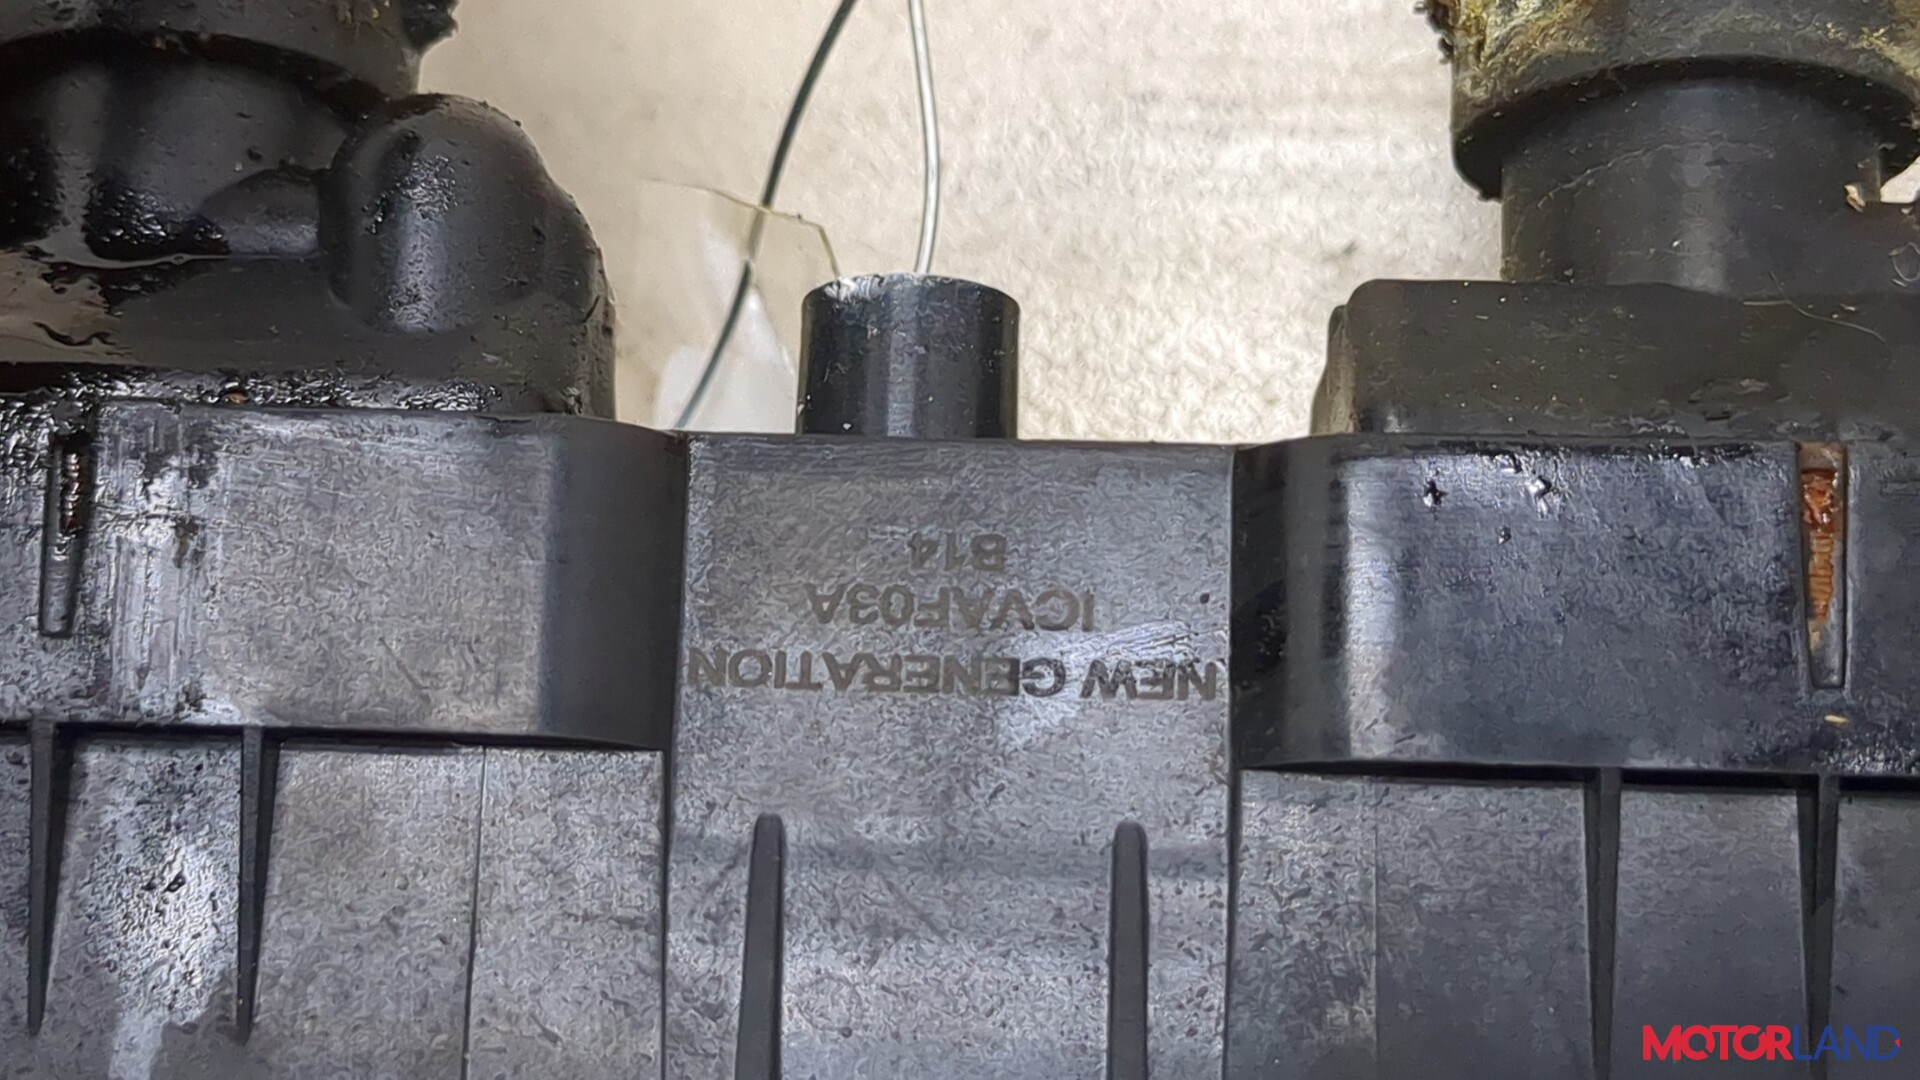 NEW GENERATION
ICVAF03A
B14
MOTORLAND